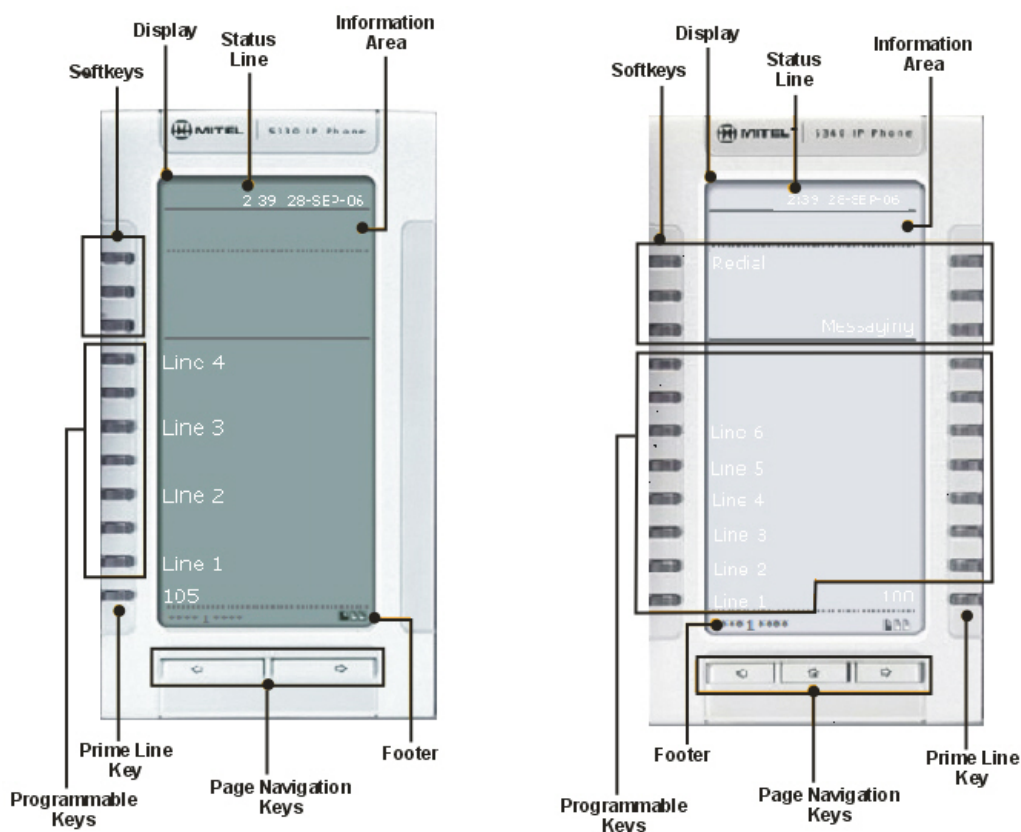 Display
Status
Line
Information
Area
Softkeys
MITEL
IP Phone
2:39 28-SEP-06
Line 4
Line 3
Line 2
Line 1
105
1
Prime Line
Key
Programmable
Keys
Page Navigation
Keys
Footer
Display
Status
Line
Information
Area
Softkeys
MITEL
5340 IP Phone
2:39 28-SEP-06
Redial
Messaging
Line 6
Line 5
Line 4
Line 3
Line 2
Line 1 100
1
Footer
Programmable
Keys
Page Navigation
Keys
Prime Line
Key